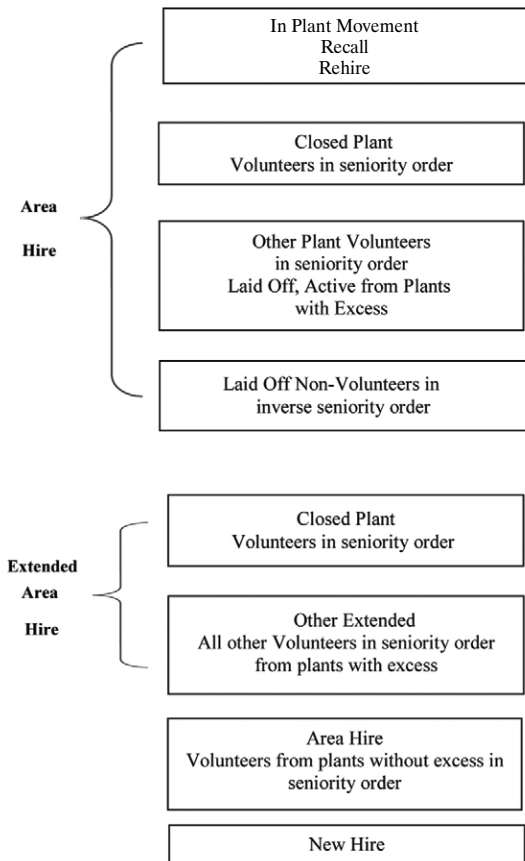 In Plant Movement
Recall
Rehire
Closed Plant
Volunteers in seniority order
Area
Hire
Other Plant Volunteers
in seniority order
Laid Off, Active from Plants
with Excess
Laid Off Non-Volunteers in
inverse seniority order
Closed Plant
Volunteers in seniority order
Extended
Area
Hire
Other Extended
All other Volunteers in seniority order
from plants with excess
Area Hire
Volunteers from plants without excess in
seniority order
New Hire